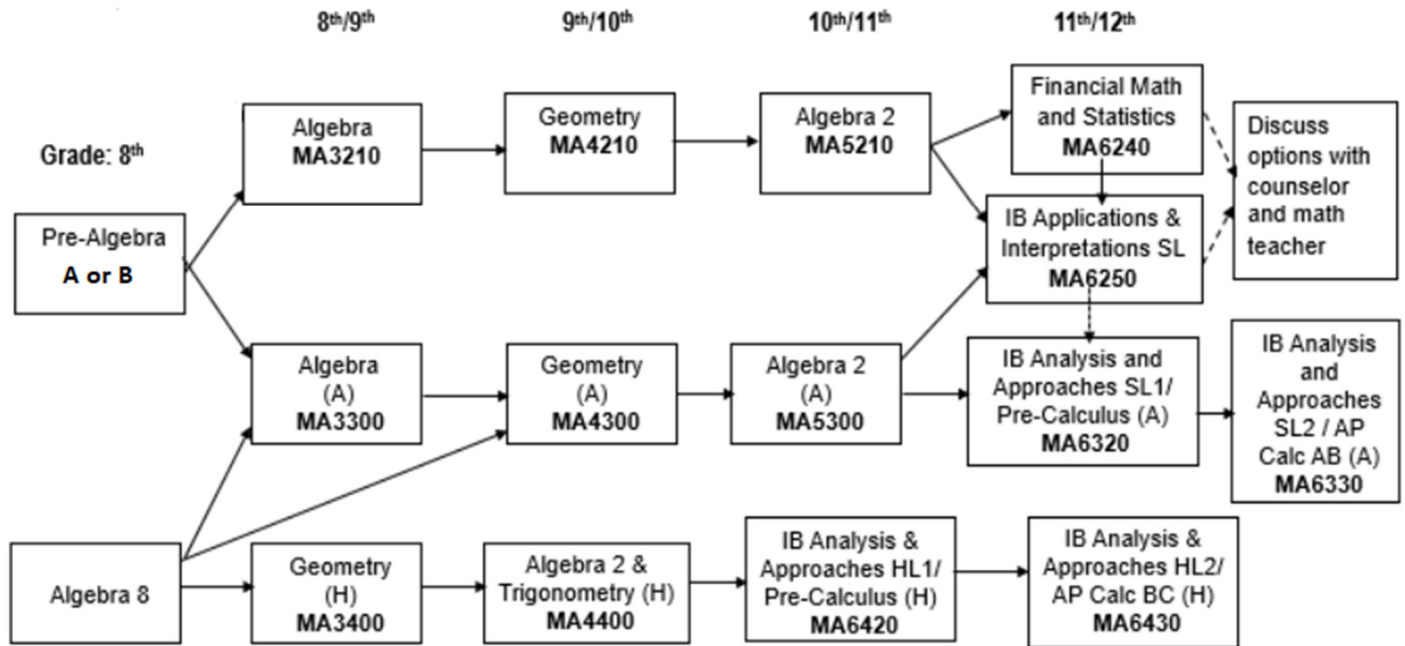 8th/9th
9th/10th
10th/11th
11th/12th
Grade: 8th
Pre-Algebra
A or B
Algebra
MA3210
Geometry
MA4210
Algebra 2
MA5210
Financial Math
and Statistics
MA6240
IB Applications &
Interpretations SL
MA6250
Discuss
options with
counselor
and math
teacher
Algebra
(A)
MA3300
Geometry
(A)
MA4300
Algebra 2
(A)
MA5300
IB Analysis and
Approaches SL1/
Pre-Calculus (A)
MA6320
IB Analysis
and
Approaches
SL2 / AP
Calc AB (A)
MA6330
Algebra 8
Geometry
(H)
MA3400
Algebra 2 &
Trigonometry (H)
MA4400
IB Analysis &
Approaches HL1/
Pre-Calculus (H)
MA6420
IB Analysis &
Approaches HL2/
AP Calc BC (H)
MA6430